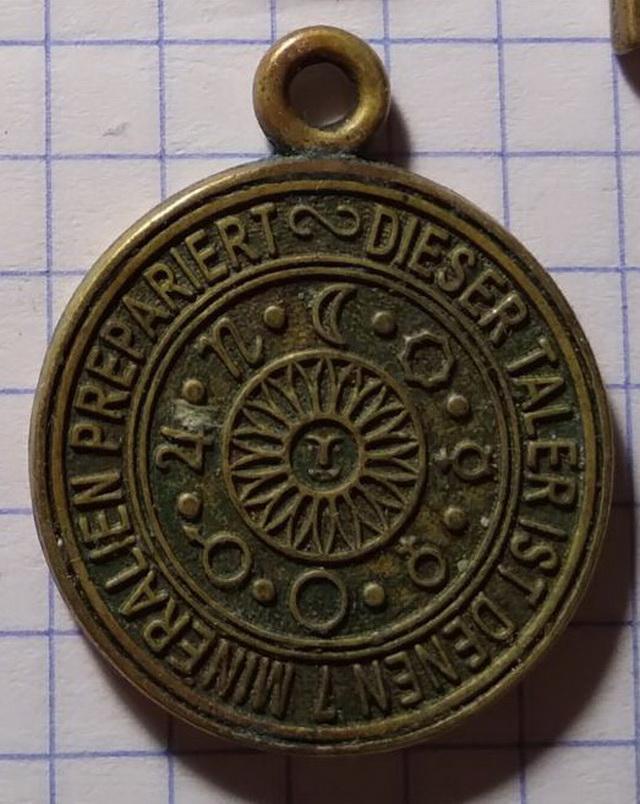 DIESER TALER IST DENEN 7 MINERALIEN PREPARIERT